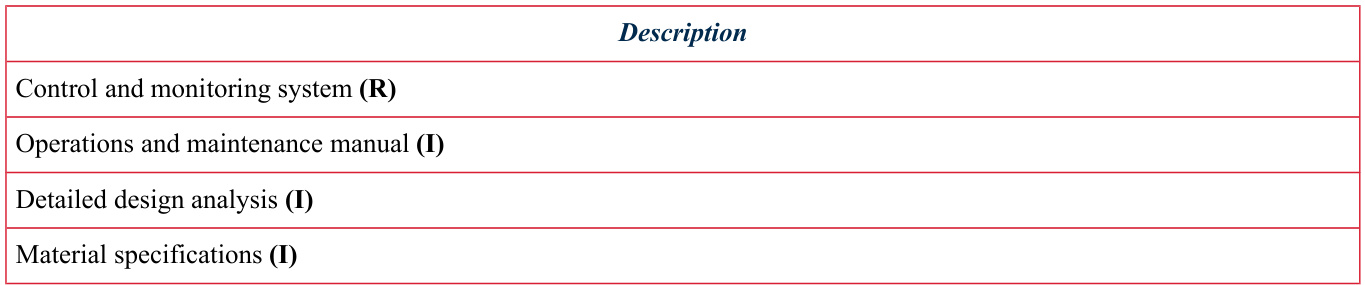 Description
Control and monitoring system (R)
Operations and maintenance manual (I)
Detailed design analysis (I)
Material specifications (I)